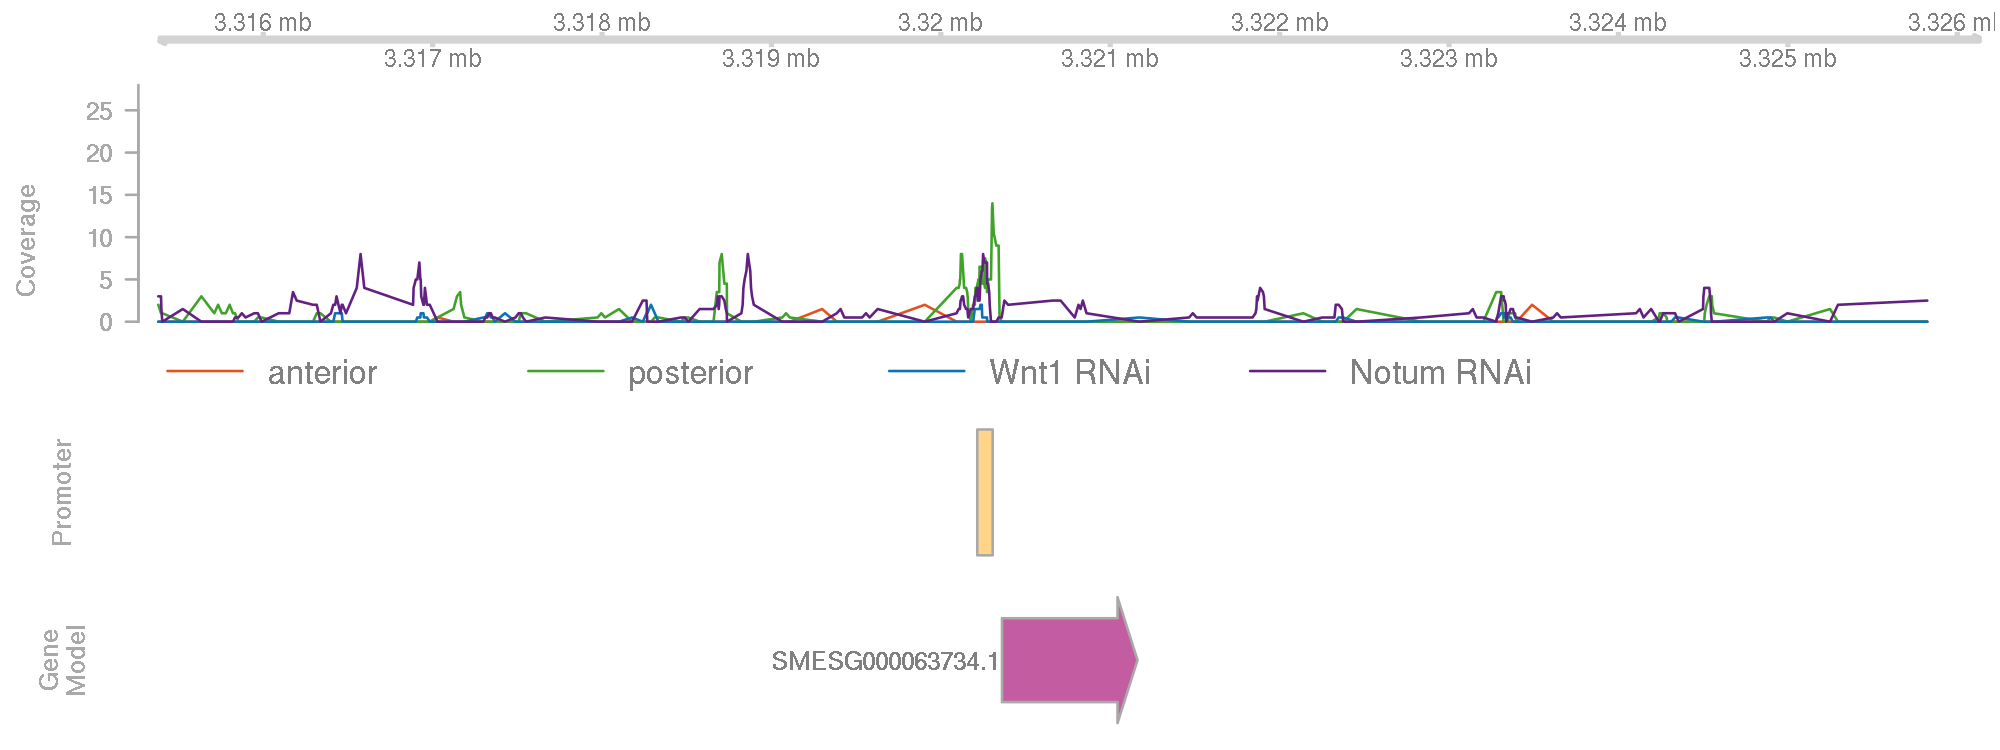 3.316 mb 3.318 mb 3.32 mb 3.322 mb 3.324 mb 3.326 m
3.317 mb 3.319 mb 3.321 mb 3.323 mb 3.325 mb
Coverage
25
20
15
10
5
0
anterior posterior Wnt1 RNAi Notum RNAi
Promoter
Gene
Model
SMESG000063734.1